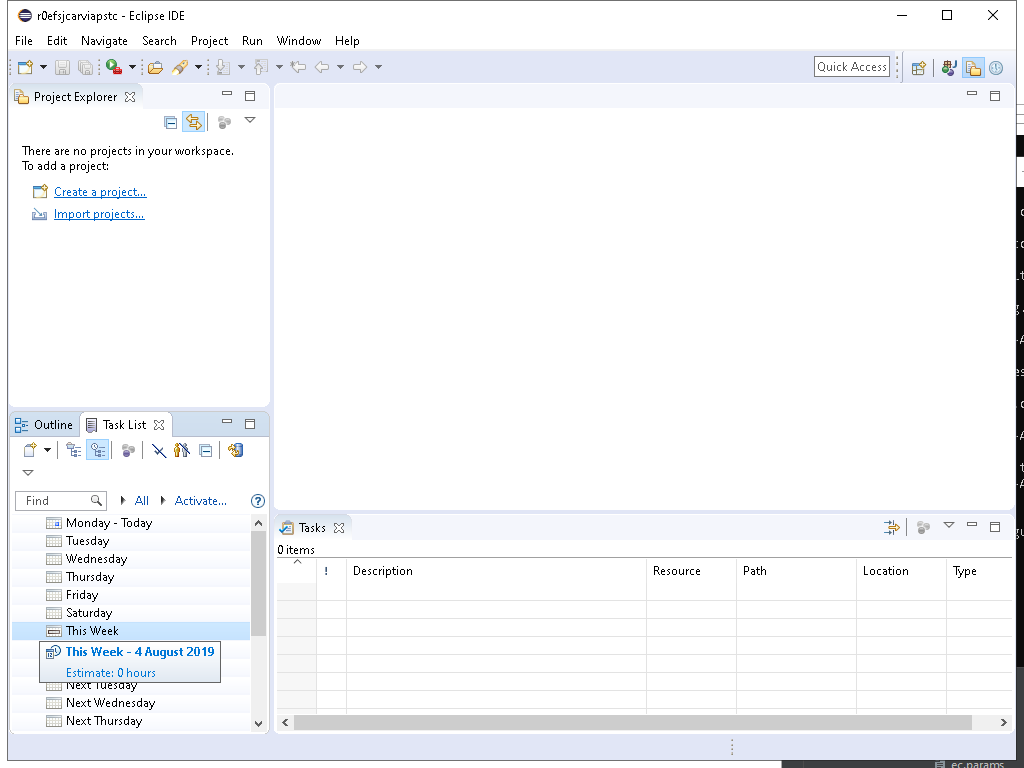 r0efsjcarviapstc - Eclipse IDE
File Edit Navigate Search Project Run Window Help
Quick Access
Project Explorer
There are no projects in your workspace.
To add a project:
Create a project...
Import projects...
Outline Task List
Find All Activate...
Monday - Today
Tuesday
Wednesday
Thursday
Friday
Saturday
This Week
This Week - 4 August 2019
Estimate: 0 hours
Next Tuesday
Next Wednesday
Next Thursday
Tasks
0 items
! Description Resource Path Location Type
ec.params